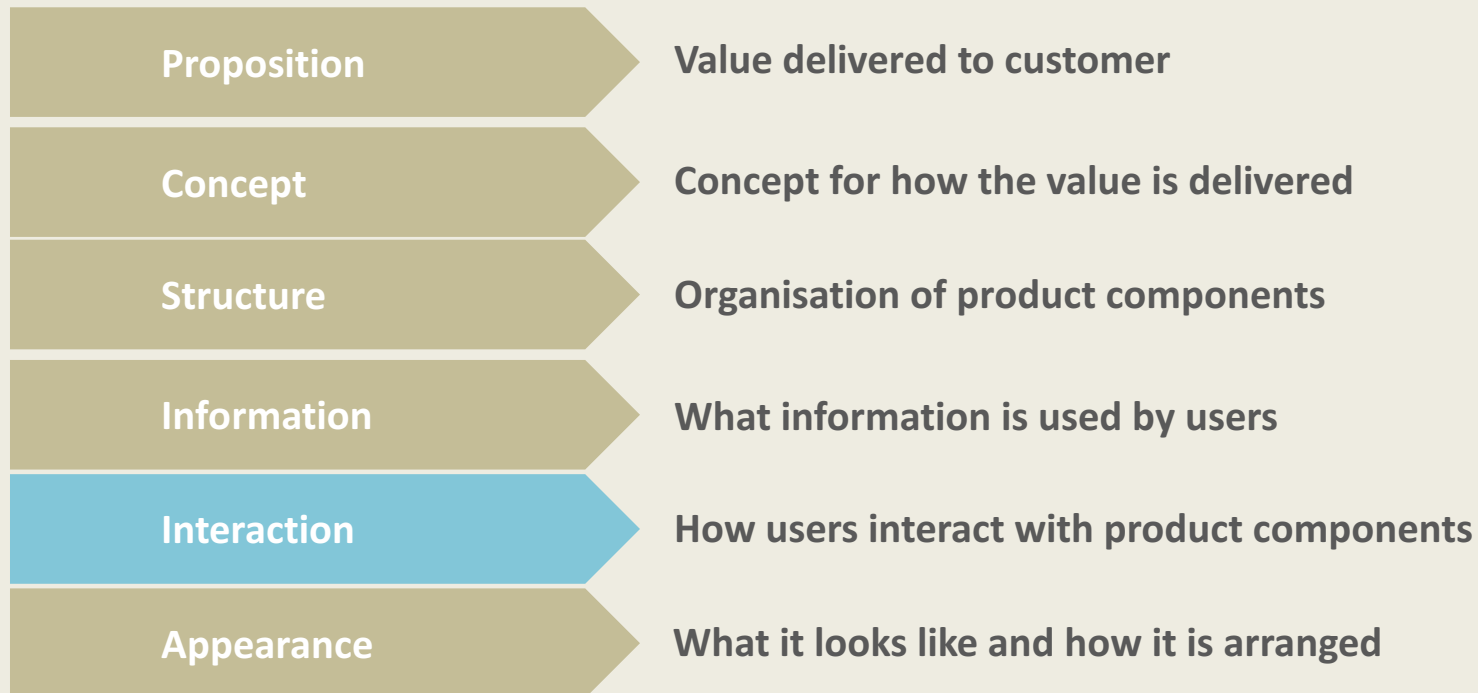 Proposition
Value delivered to customer
Concept
Concept for how the value is delivered
Structure
Organisation of product components
Information
What information is used by users
Interaction
How users interact with product components
Appearance
What it looks like and how it is arranged